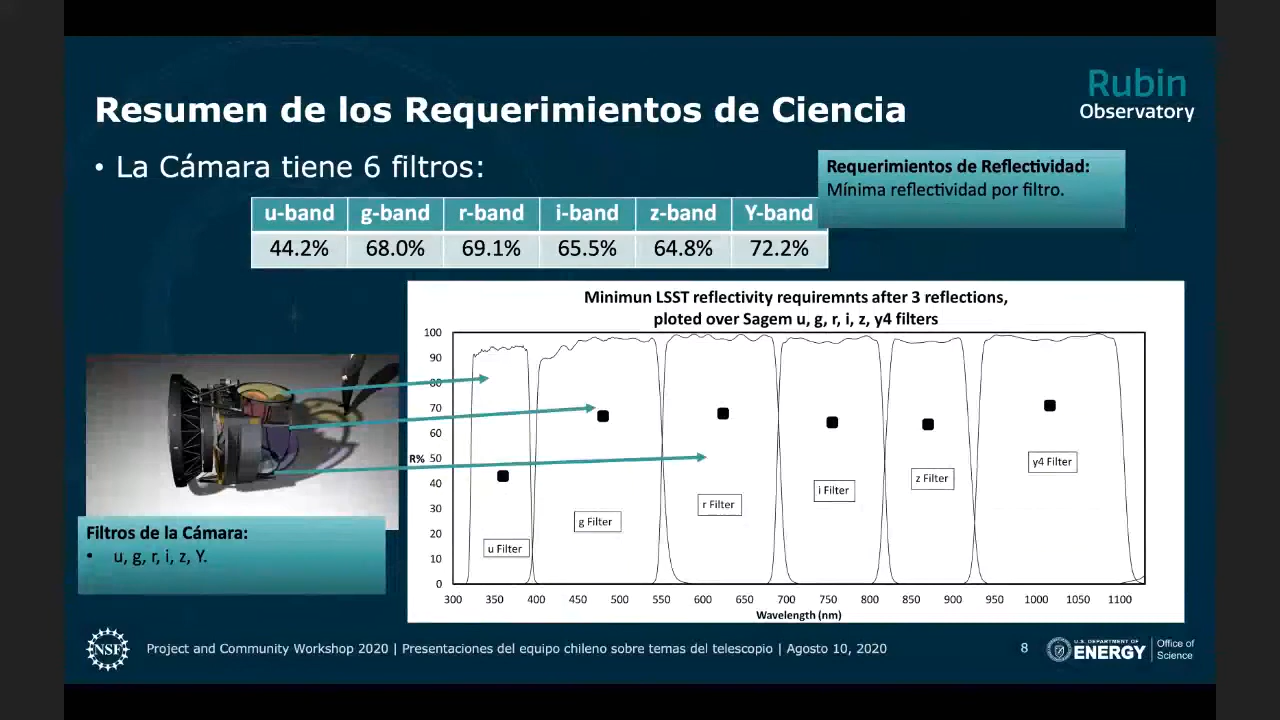 Rubin
Observatory
Resumen de los Requerimientos de Ciencia
• La Cámara tiene 6 filtros:
Requerimientos de Reflectividad:
Mínima reflectividad por filtro.
u-band g-band r-band i-band z-band Y-band
44.2% 68.0% 69.1% 65.5% 64.8% 72.2%
Minimun LSST reflectivity requiremnts after 3 reflections,
ploted over Sagem u, g, r, i, z, y4 filters
100
90
80
70
60
R% 50
40
30
20
10
0
u Filter
g Filter
r Filter
i Filter
z Filter
y4 Filter
300 350 400 450 500 550 600 650 700 750 800 850 900 950 1000 1050 1100
Wavelength (nm)
Filtros de la Cámara:
• u, g, r, i, z, Y.
NSF
Project and Community Workshop 2020 | Presentaciones del equipo chileno sobre temas del telescopio | Agosto 10, 2020
8
U.S. DEPARTMENT OF
ENERGY
Office of
Science